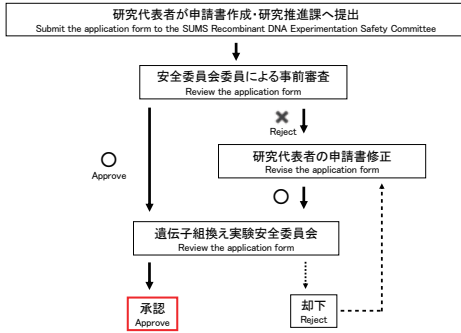 研究代表者が申請書作成・研究推進課へ提出
Submit the application form to the SUMS Recombinant DNA Experimentation Safety Committee
安全委員会委員による事前審査
Review the application form
Reject
Approve
研究代表者の申請書修正
Revise the application form
遺伝子組換え実験安全委員会
Review the application form
承認
Approve
却下
Reject